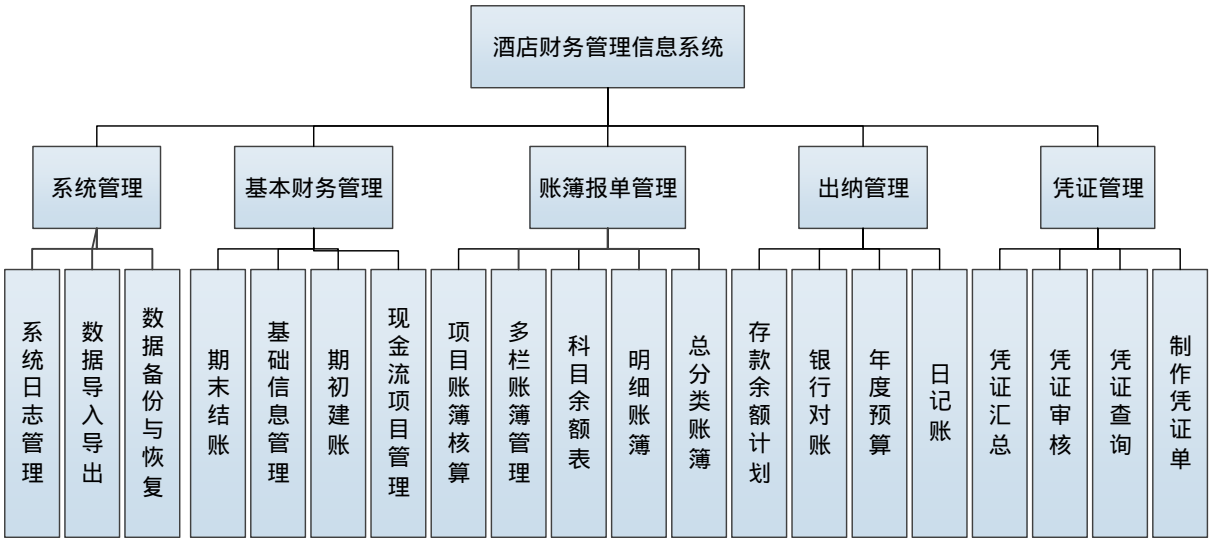 酒店财务管理信息系统
系统管理
基本财务管理
账簿报单管理
出纳管理
凭证管理
系统日志管理
数据导入导出
数据备份与恢复
期末结账
基础信息管理
期初建账
现金流项目管理
项目账簿核算
多栏账簿管理
科目余额表
明细账簿
总分类账簿
存款余额计划
银行对账
年度预算
日记账
凭证汇总
凭证审核
凭证查询
制作凭证单